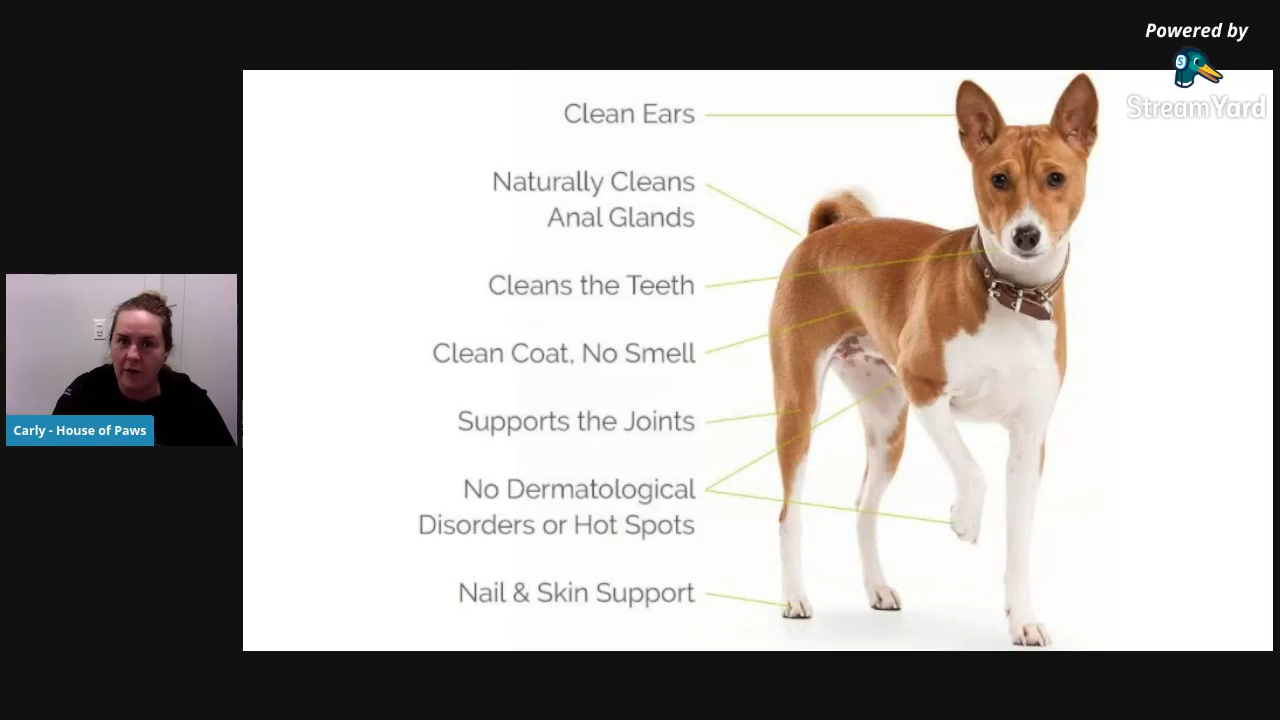 Powered by
StreamYard
Clean Ears
Naturally Cleans
Anal Glands
Cleans the Teeth
Clean Coat, No Smell
Supports the Joints
No Dermatological
Disorders or Hot Spots
Nail & Skin Support
Carly - House of Paws